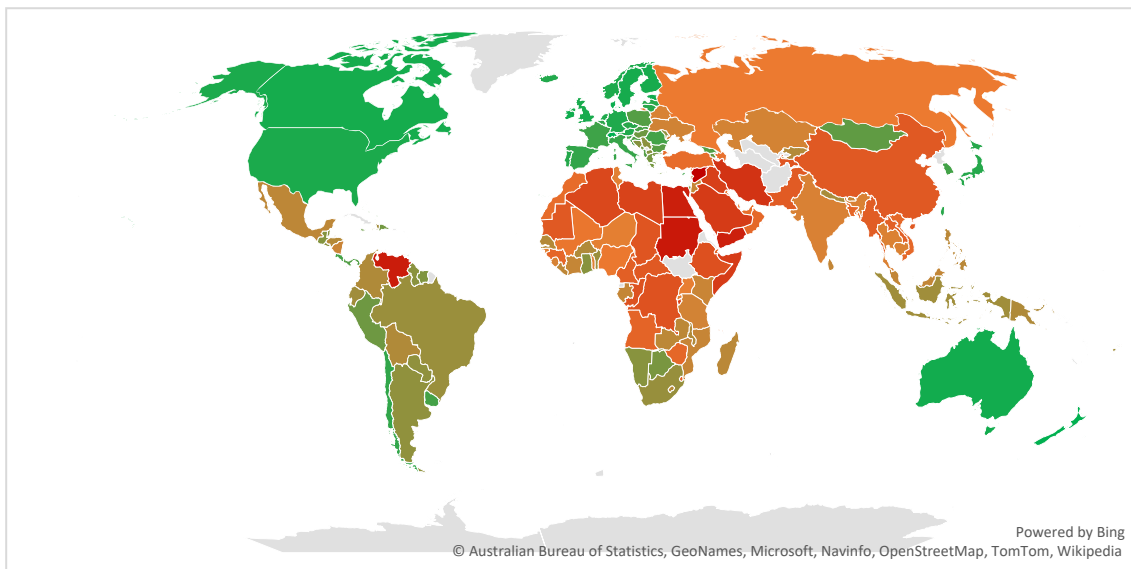 Powered by Bing
© Australian Bureau of Statistics, GeoNames, Microsoft, Navinfo, OpenStreetMap, TomTom, Wikipedia